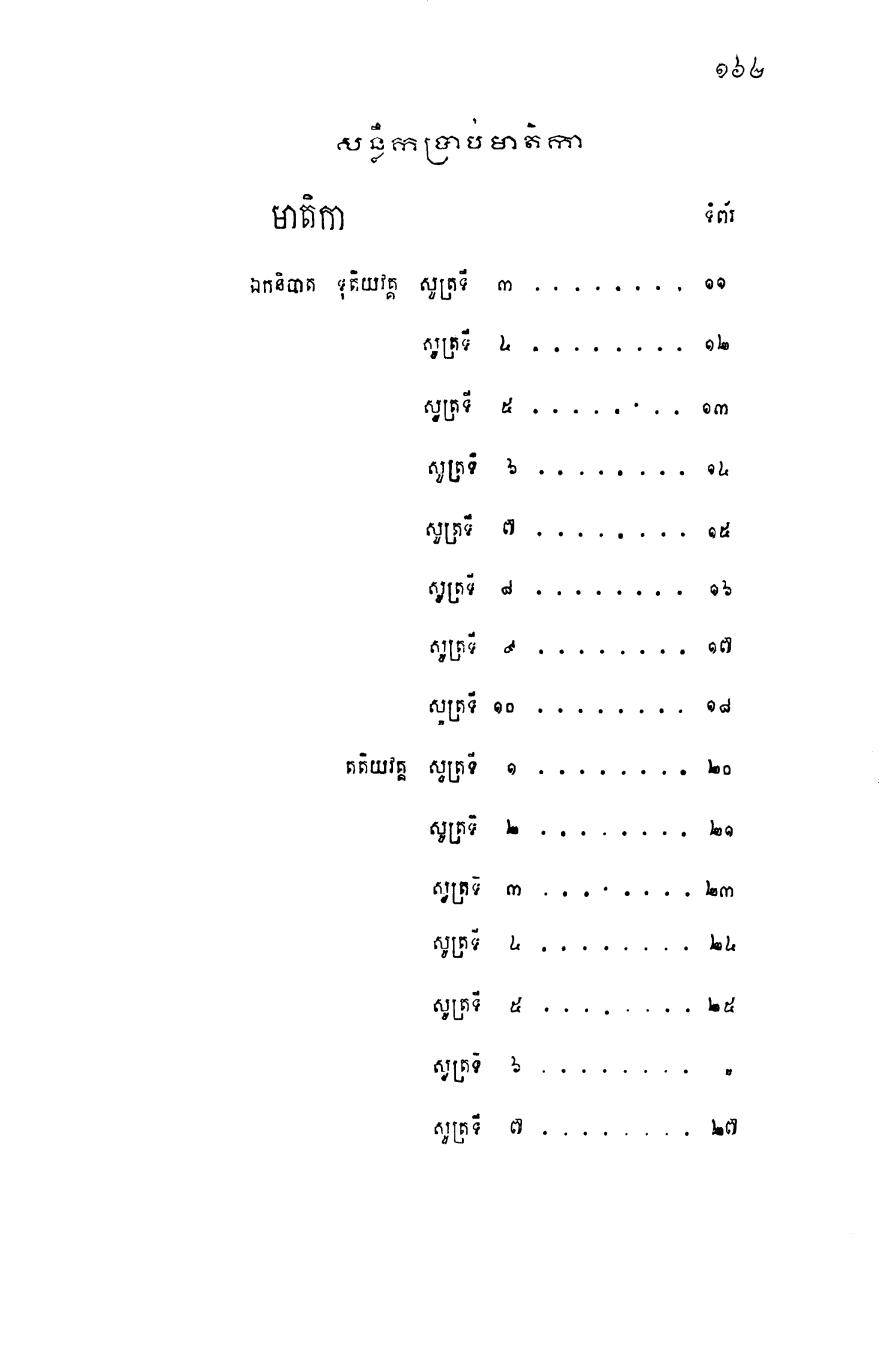 ១៦៤
សន្លឹកប្រាប់មាតិកា
មាតិកា ទំព័រ
ឯកនិបាត ទុតិយវគ្គ សូត្រទី ៣ . . . . . . . . ១១
សូត្រទី ៤ . . . . . . . . ១២
សូត្រទី ៥ . . . . . . . . ១៣
សូត្រទី ៦ . . . . . . . . ១៤
សូត្រទី ៧ . . . . . . . . ១៥
សូត្រទី ៨ . . . . . . . . ១៦
សូត្រទី ៩ . . . . . . . . ១៧
សូត្រទី ១០ . . . . . . . . ១៨
តតិយវគ្គ សូត្រទី ១ . . . . . . . . ២០
សូត្រទី ២ . . . . . . . . ២១
សូត្រទី ៣ . . . . . . . . ២៣
សូត្រទី ៤ . . . . . . . . ២៤
សូត្រទី ៥ . . . . . . . . ២៥
សូត្រទី ៦ . . . . . . . . "
សូត្រទី ៧ . . . . . . . . ២៧